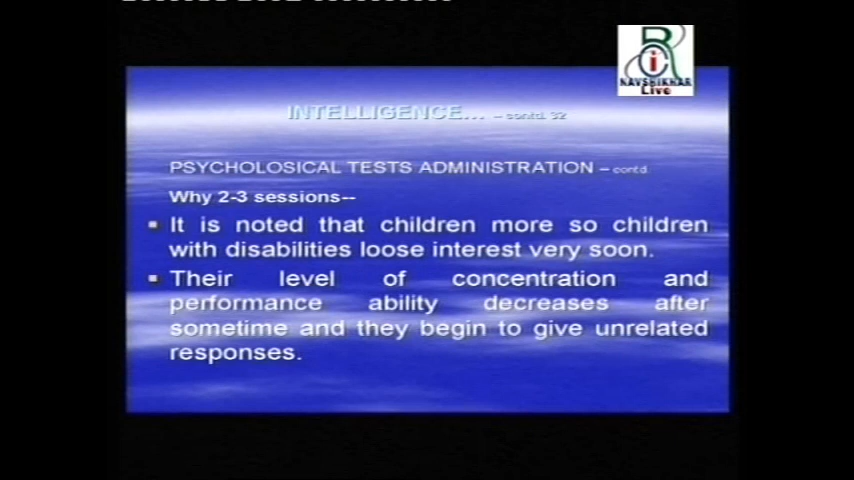 RCi
NAVSHIKHAR
Live
INTELLIGENCE... – contd. 32
PSYCHOLOSICAL TESTS ADMINISTRATION – contd.
Why 2-3 sessions--
▪ It is noted that children more so children
with disabilities loose interest very soon.
▪ Their level of concentration and
performance ability decreases after
sometime and they begin to give unrelated
responses.